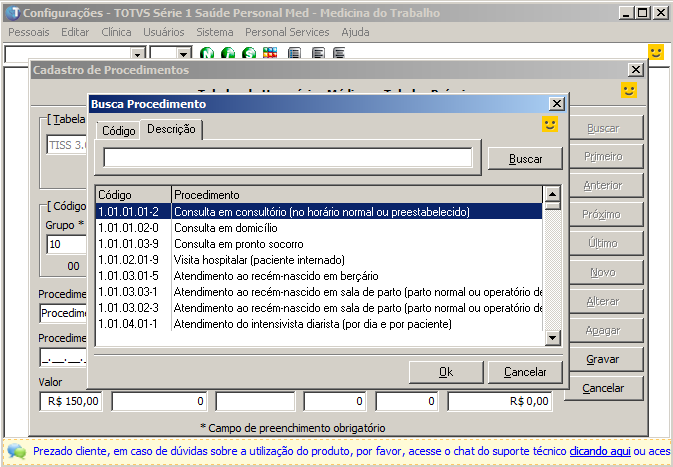 Configurações - TOTVS Série 1 Saúde Personal Med - Medicina do Trabalho
Pessoais Editar Clínica Usuários Sistema Personal Services Ajuda
Cadastro de Procedimentos
Busca Procedimento
[ Tabela
TISS 3.
Código Descrição
Buscar
Código Procedimento
1.01.01.01-2 Consulta em consultório (no horário normal ou preestabelecido)
1.01.01.02-0 Consulta em domicílio
1.01.01.03-9 Consulta em pronto socorro
1.01.02.01-9 Visita hospitalar (paciente internado)
1.01.03.01-5 Atendimento ao recém-nascido em berçário
1.01.03.03-1 Atendimento ao recém-nascido em sala de parto (parto normal ou operatório de
1.01.03.02-3 Atendimento ao recém-nascido em sala de parto (parto normal ou operatório de
1.01.04.01-1 Atendimento do intensivista diarista (por dia e por paciente)
Ok Cancelar
[ Código
Grupo *
10
00
Procedime
Procedime
Procedime
_.__.__.
Valor
R$ 150,00 0 0 0 R$ 0,00
* Campo de preenchimento obrigatório
Buscar
Primeiro
Anterior
Próximo
Último
Novo
Alterar
Apagar
Gravar
Cancelar
Prezado cliente, em caso de dúvidas sobre a utilização do produto, por favor, acesse o chat do suporte técnico clicando aqui ou aces